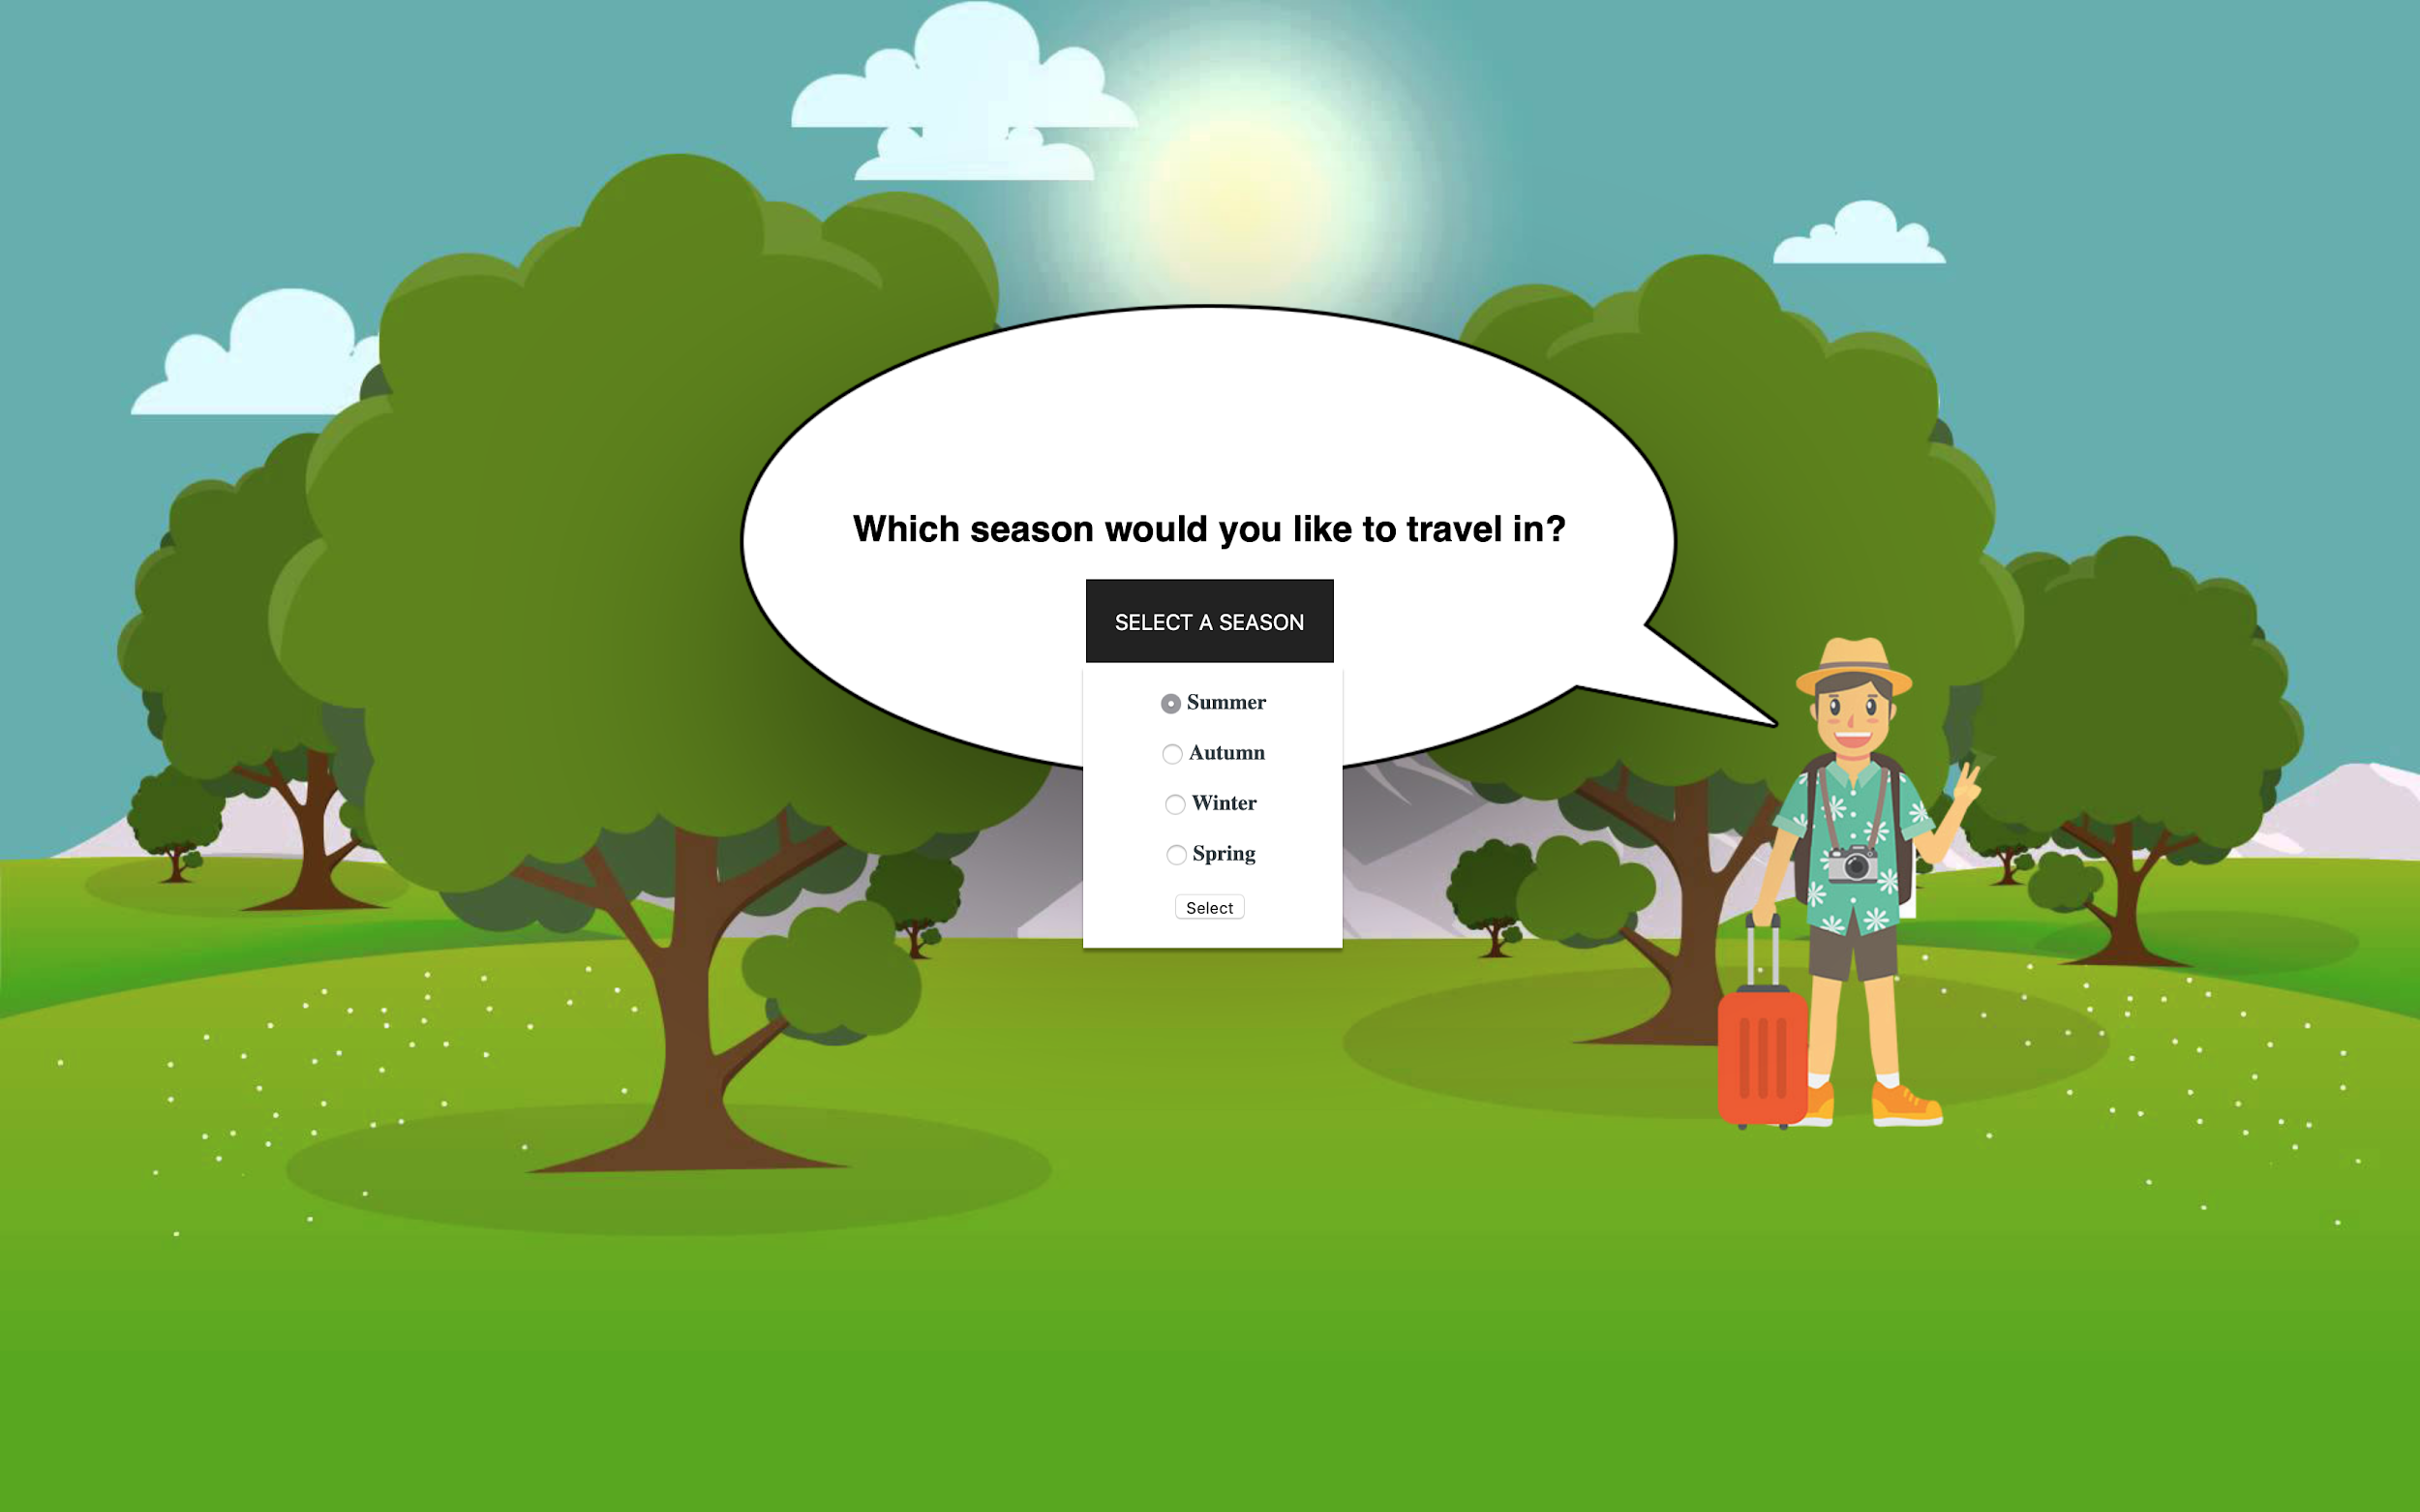 Which season would you like to travel in?
SELECT A SEASON
Summer
Autumn
Winter
Spring
Select